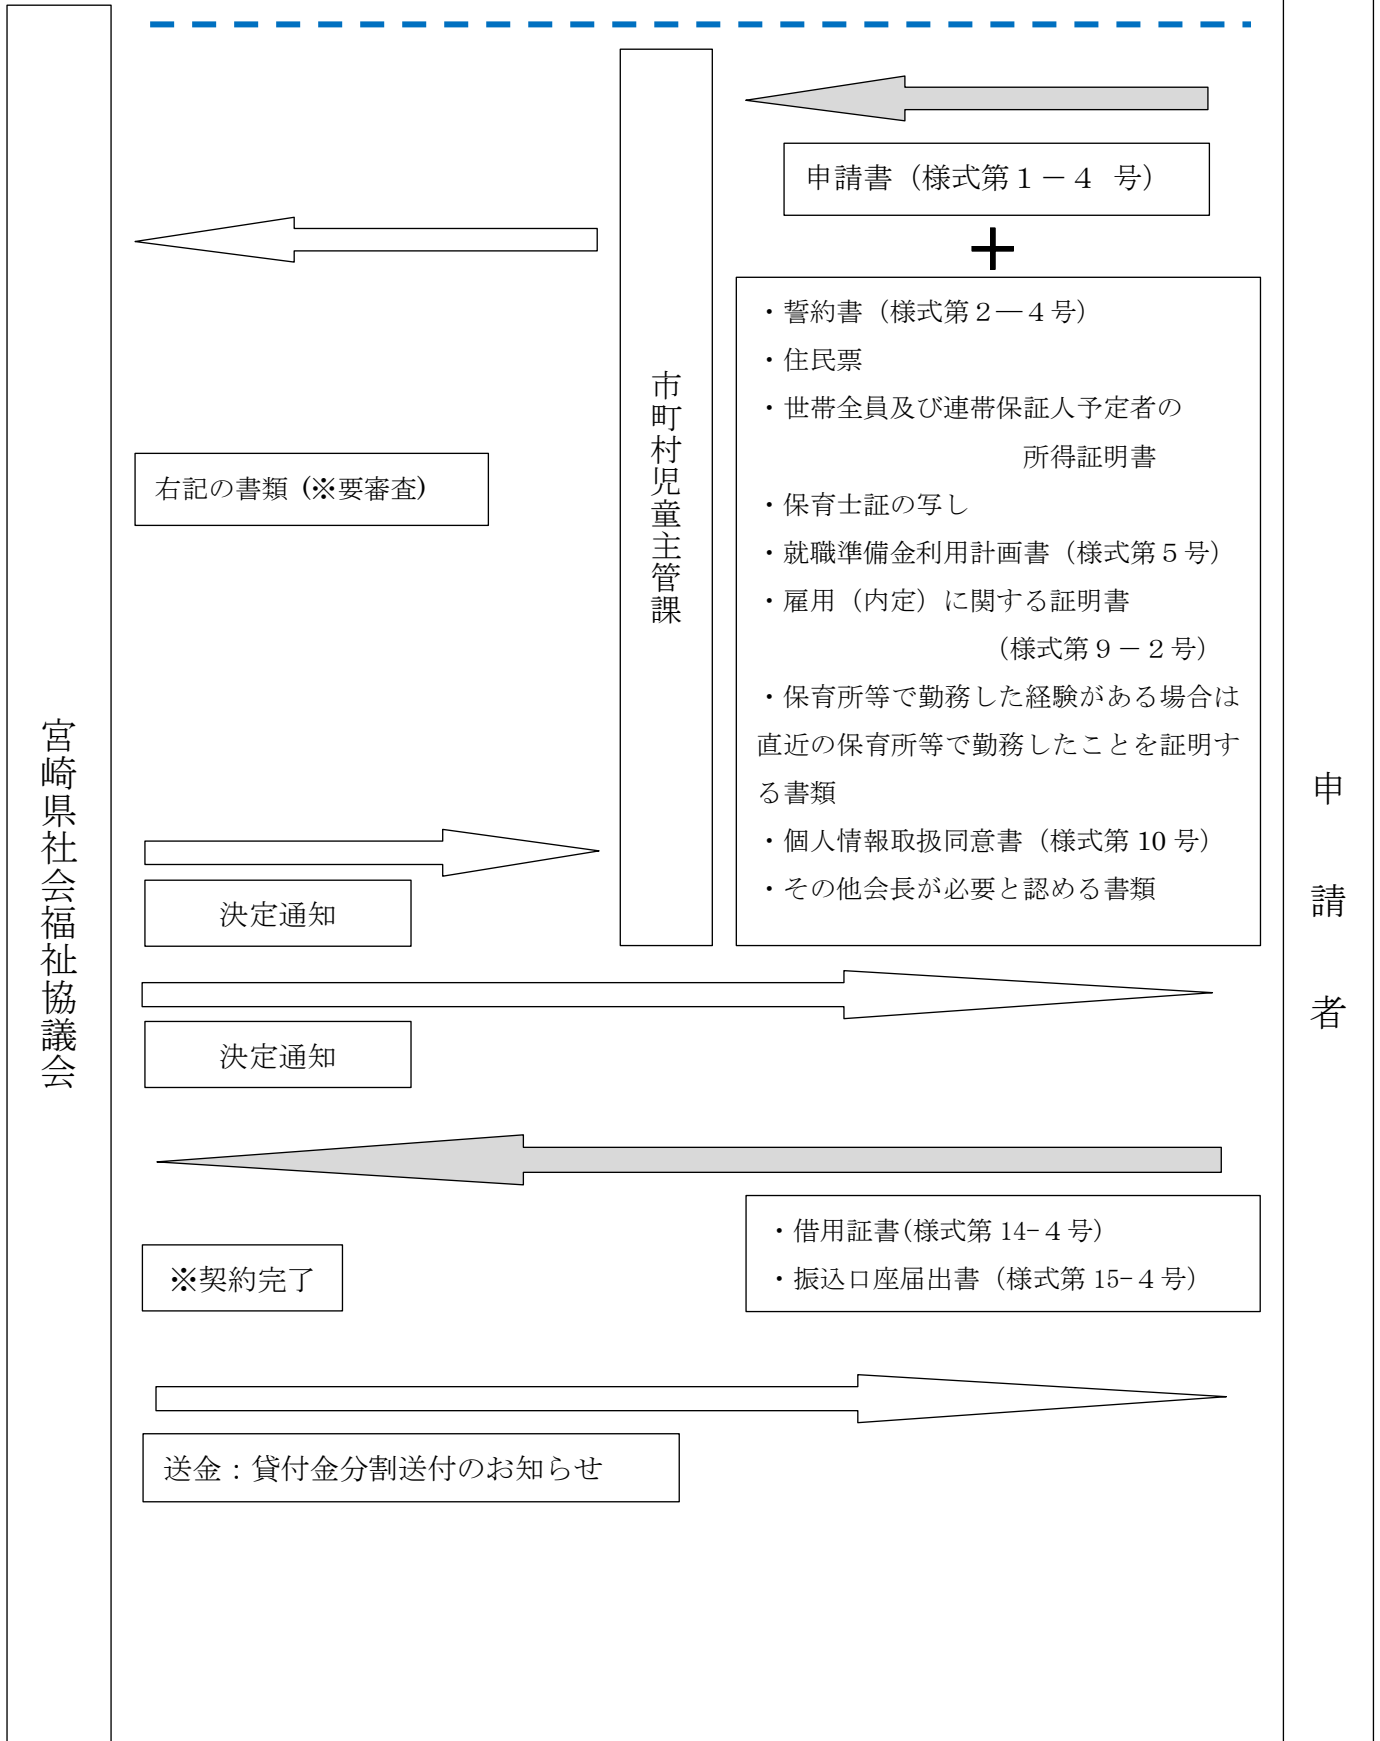 申請書（様式第１－４ 号）
＋
・誓約書（様式第２―４号）
・住民票
・世帯全員及び連帯保証人予定者の
所得証明書
・保育士証の写し
・就職準備金利用計画書（様式第５号）
・雇用（内定）に関する証明書
（様式第９－２号）
・保育所等で勤務した経験がある場合は
直近の保育所等で勤務したことを証明す
る書類
・個人情報取扱同意書（様式第 10 号）
・その他会長が必要と認める書類
市町村児童主管課
右記の書類 (※要審査)
決定通知
決定通知
・借用証書(様式第 14-４号)
・振込口座届出書（様式第 15-４号）
※契約完了
送金：貸付金分割送付のお知らせ
宮崎県社会福祉協議会
申請者